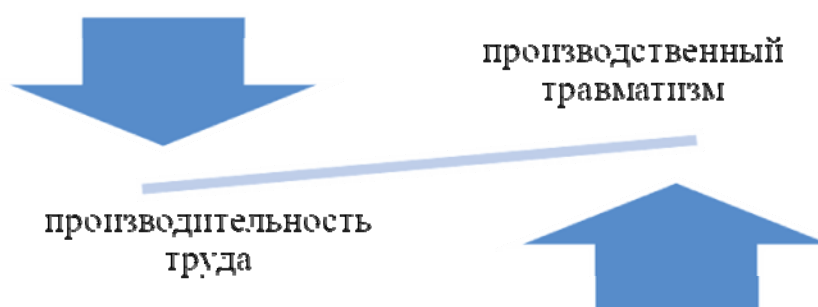 производственный
травматизм
производительность
труда